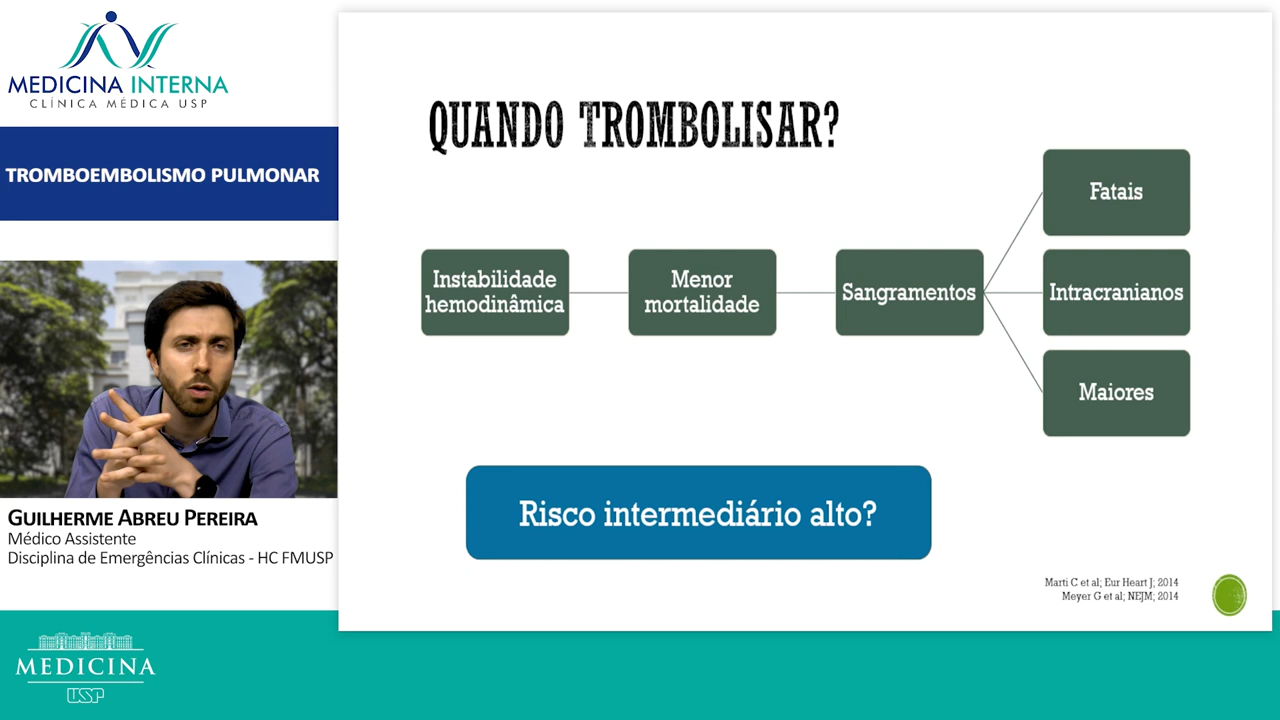 MEDICINA INTERNA
CLÍNICA MÉDICA USP
TROMBOEMBOLISMO PULMONAR
GUILHERME ABREU PEREIRA
Médico Assistente
Disciplina de Emergências Clínicas - HC FMUSP
MEDICINA
USP
QUANDO TROMBOLISAR?
Instabilidade
hemodinâmica
Menor
mortalidade
Sangramentos
Fatais
Intracranianos
Maiores
Risco intermediário alto?
Marti C et al; Eur Heart J; 2014
Meyer G et al; NEJM; 2014